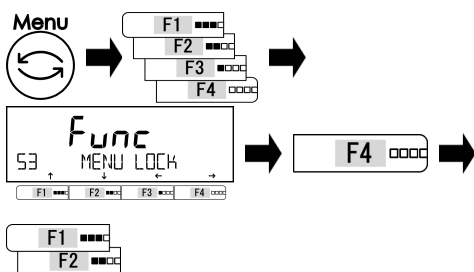 Menu
F1
F2
F3
F4
Func
53 MENU LOCK
↑ ↓ ← →
F1 F2 F3 F4
F4
F1
F2